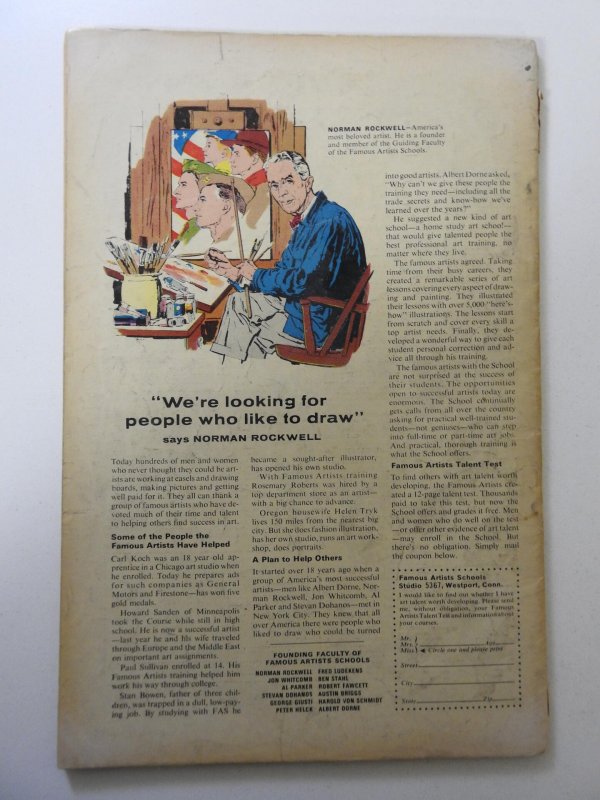 NORMAN ROCKWELL—America's
most beloved artist. He is a founder
and member of the Guiding Faculty
of the Famous Artists Schools.
"We're looking for
people who like to draw"
says NORMAN ROCKWELL
Today hundreds of men and women
who never thought they could be art-
ists are working at easels and drawing
boards, making pictures and getting
well paid for it. They all can thank a
group of famous artists who have de-
voted much of their time and talent
to helping others find success in art.
Some of the People the
Famous Artists Have Helped
Carl Koch was an 18 year old ap-
prentice in a Chicago art studio when
he enrolled. Today he prepares ads
for such companies as General
Motors and Firestone—has won five
gold medals.
Howard Sanden of Minneapolis
took the Course while still in high
school. He is now a successful artist
—last year he and his wife traveled
through Europe and the Middle East
on important art assignments.
Paul Sullivan enrolled at 14. His
Famous Artists training helped him
work his way through college.
Stan Bowen, father of three chil-
dren, was trapped in a dull, low-pay-
ing job. By studying with FAS he
became a sought-after illustrator,
has opened his own studio.
With Famous Artists training
Rosemary Roberts was hired by a
top department store as an artist—
with a big chance to advance.
Oregon housewife Helen Tryk
lives 150 miles from the nearest big
city. But she does fashion illustration,
has her own studio, runs an art work-
shop, does portraits.
A Plan to Help Others
It started over 18 years ago when a
group of America's most successful
artists—men like Albert Dorne, Nor-
man Rockwell, Jon Whitcomb, Al
Parker and Stevan Dohanos—met in
New York City. They knew that all
over America there were people who
liked to draw who could be turned
into good artists. Albert Dorne asked,
"Why can't we give these people the
training they need—including all the
trade secrets and know-how we've
learned over the years?"
He suggested a new kind of art
school—a home study art school—
that would give talented people the
best professional art training, no
matter where they live.
The famous artists agreed. Taking
time from their busy careers, they
created a remarkable series of art
lessons covering every aspect of draw-
ing and painting. They illustrated
their lessons with over 5,000 "here's-
how" illustrations. The lessons start
from scratch and cover every skill a
top artist needs. Finally, they de-
veloped a wonderful way to give each
student personal correction and ad-
vice all through his training.
The famous artists with the School
are not surprised at the success of
their students. The opportunities
open to successful artists today are
enormous. The School continually
gets calls from all over the country
asking for practical well-trained stu-
dents—not geniuses—who can step
into full-time or part-time art jobs.
And practical, thorough training is
what the School offers.
Famous Artists Talent Test
To find others with art talent worth
developing, the Famous Artists cre-
ated a 12-page talent test. Thousands
paid to take this test, but now the
School offers and grades it free. Men
and women who do well on the test
—or offer other evidence of art talent
—may enroll in the School. But
there's no obligation. Simply mail
the coupon below.
FOUNDING FACULTY OF
FAMOUS ARTISTS SCHOOLS
NORMAN ROCKWELL FRED LUDEKENS
JON WHITCOMB BEN STAHL
AL PARKER ROBERT FAWCETT
STEVAN DOHANOS AUSTIN BRIGGS
GEORGE GIUSTI HAROLD VON SCHMIDT
PETER HELCK ALBERT DORNE
Famous Artists Schools
Studio 5367, Westport, Conn.
I would like to find out whether I have
art talent worth developing. Please send
me, without obligation, your Famous
Artists Talent Test and information about
your courses.
Mr.
Mrs. Age
Miss Circle one and please print
Street
City
State Zip